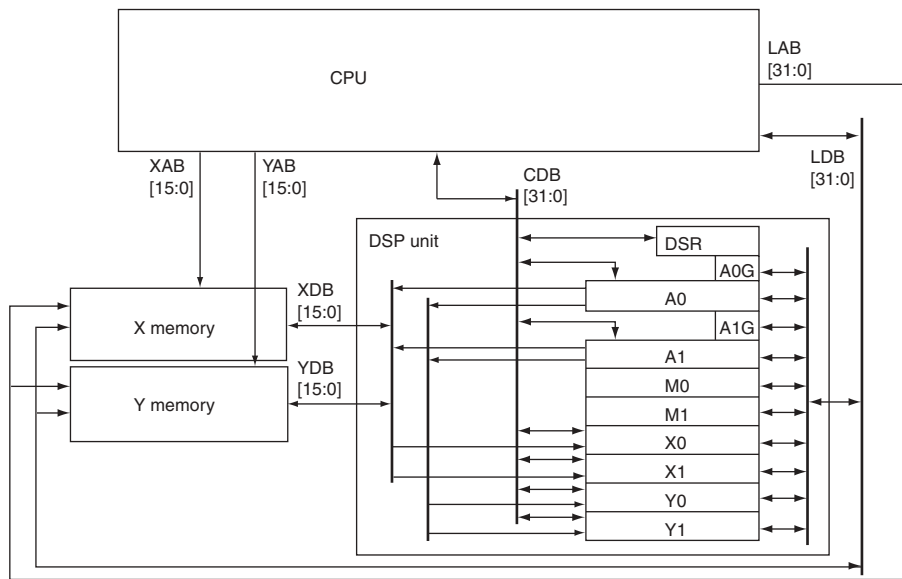 CPU
LAB
[31:0]
XAB
[15:0]
YAB
[15:0]
CDB
[31:0]
LDB
[31:0]
DSP unit
DSR
A0G
A0
A1G
A1
M0
M1
X0
X1
Y0
Y1
XDB
[15:0]
X memory
YDB
[15:0]
Y memory